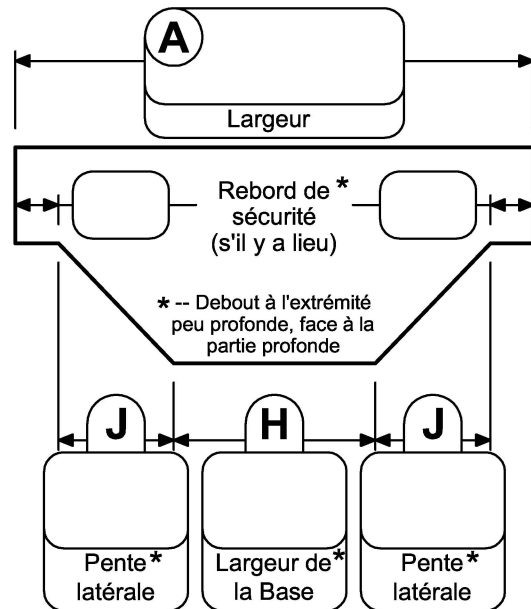 A
Largeur
Rebord de *
sécurité
(s'il y a lieu)
* -- Debout à l'extrémité
peu profonde, face à la
partie profonde
J H J
Pente*
latérale
Largeur de*
la Base
Pente*
latérale